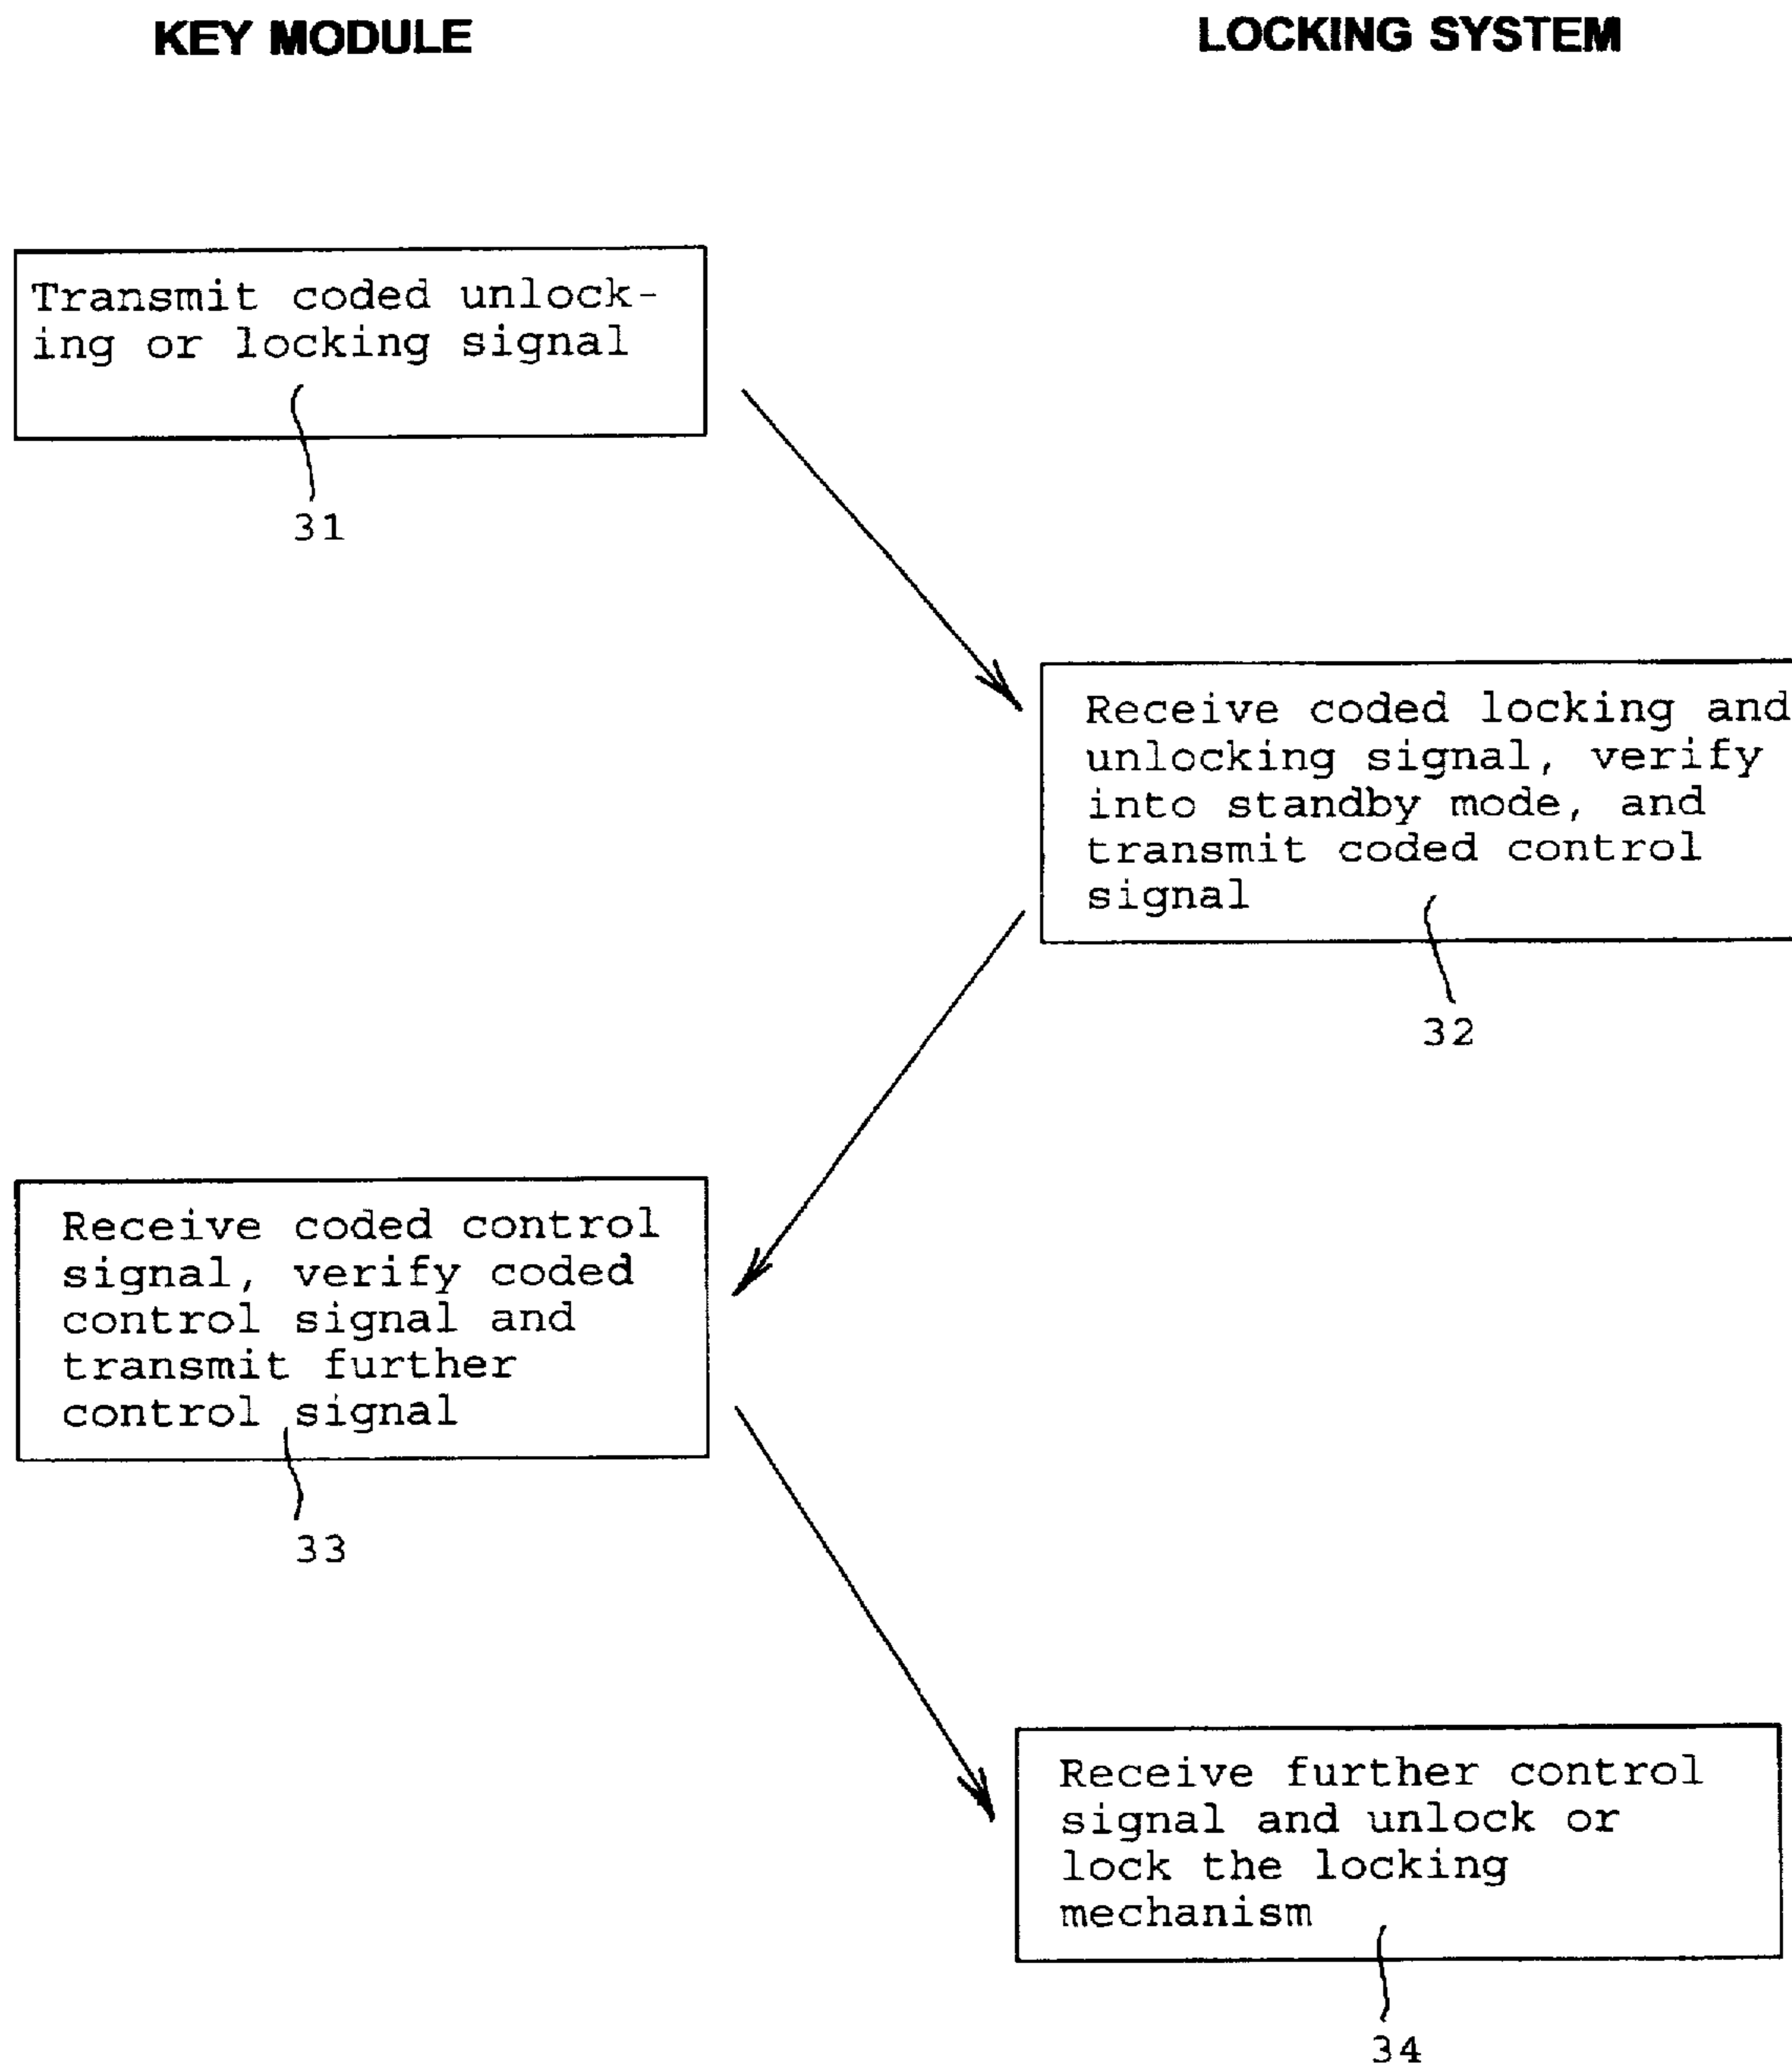 KEY MODULE
LOCKING SYSTEM
Transmit coded unlock-
ing or locking signal
31
Receive coded locking and
unlocking signal, verify
into standby mode, and
transmit coded control
signal
32
Receive coded control
signal, verify coded
control signal and
transmit further
control signal
33
Receive further control
signal and unlock or
lock the locking
mechanism
34